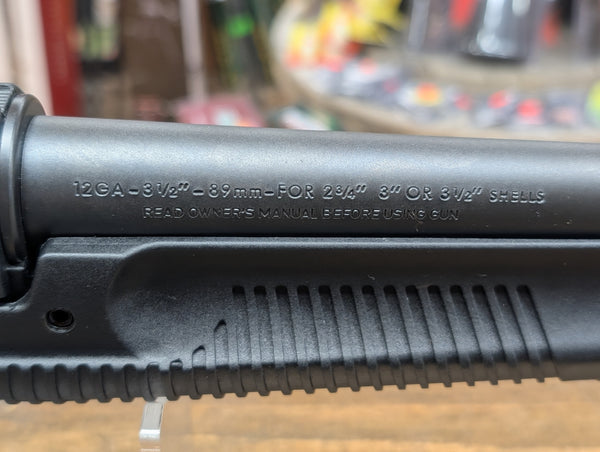 12GA-3½"-89mm-FOR 2¾" 3" OR 3½" SHELLS
READ OWNER'S MANUAL BEFORE USING GUN